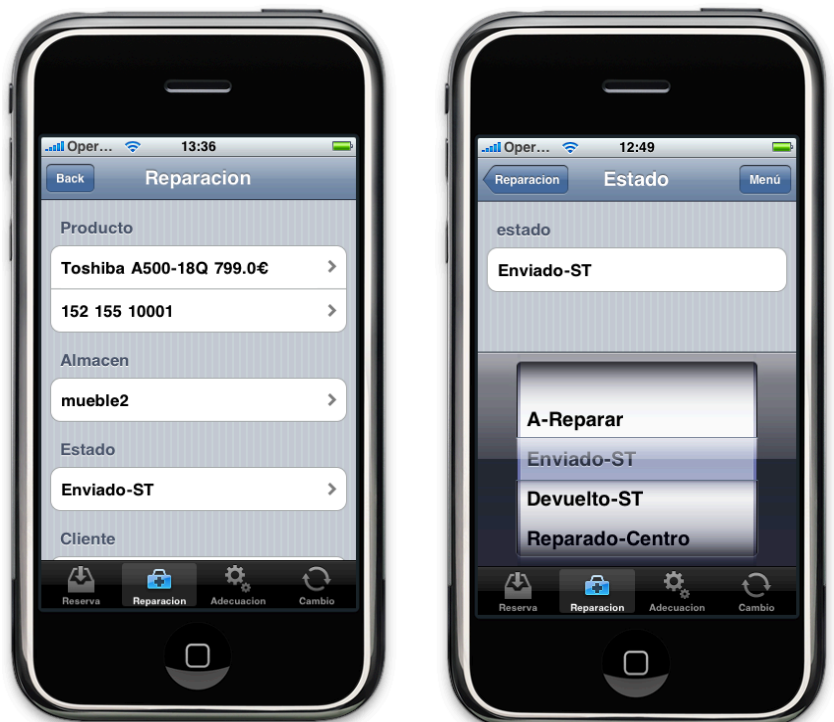 Oper... 13:36
Back Reparacion
Producto
Toshiba A500-18Q 799.0€
152 155 10001
Almacen
mueble2
Estado
Enviado-ST
Cliente
Reserva Reparacion Adecuacion Cambio
Oper... 12:49
Reparacion Estado Menú
estado
Enviado-ST
A-Reparar
Enviado-ST
Devuelto-ST
Reparado-Centro
Reserva Reparacion Adecuacion Cambio